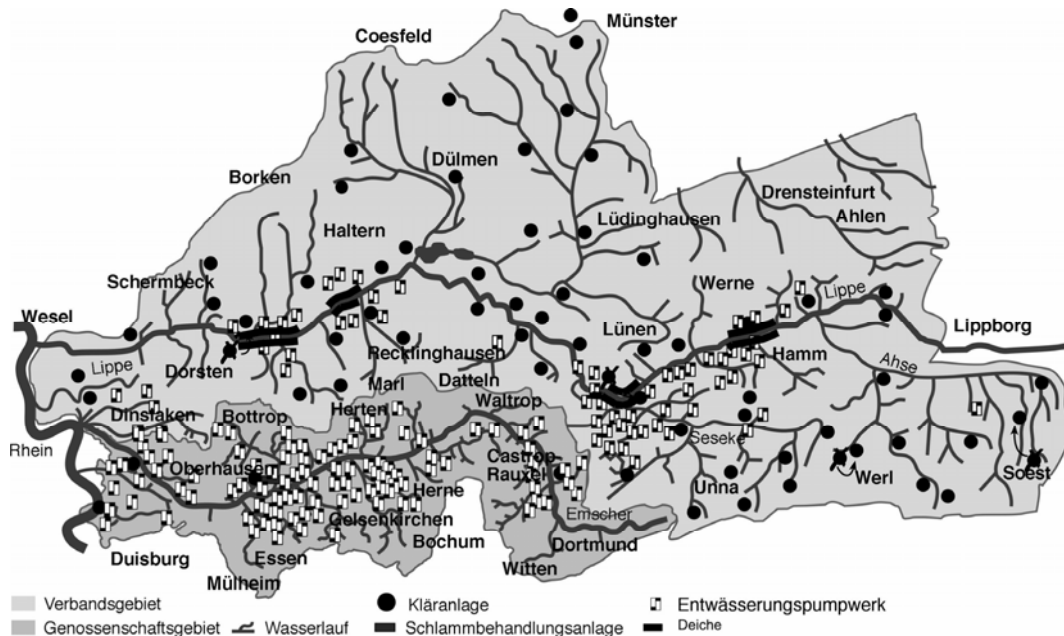 Münster
Coesfeld
Dülmen
Borken
Drensteinfurt
Ahlen
Lüdinghausen
Haltern
Schermbeck
Werne
Lippe
Wesel
Lünen
Lippborg
Recklinghausen
Hamm
Lippe
Dorsten
Ahse
Marl
Datteln
Dinslaken
Bottrop
Herten
Waltrop
Rhein
Seseke
Oberhausen
Castrop
Rauxel
Herne
Unna
Werl
Soest
Gelsenkirchen
Emscher
Bochum
Duisburg
Essen
Dortmund
Mülheim
Witten
Verbandsgebiet Kläranlage Entwässerungspumpwerk
Genossenschaftsgebiet Wasserlauf Schlammbehandlungsanlage Deiche